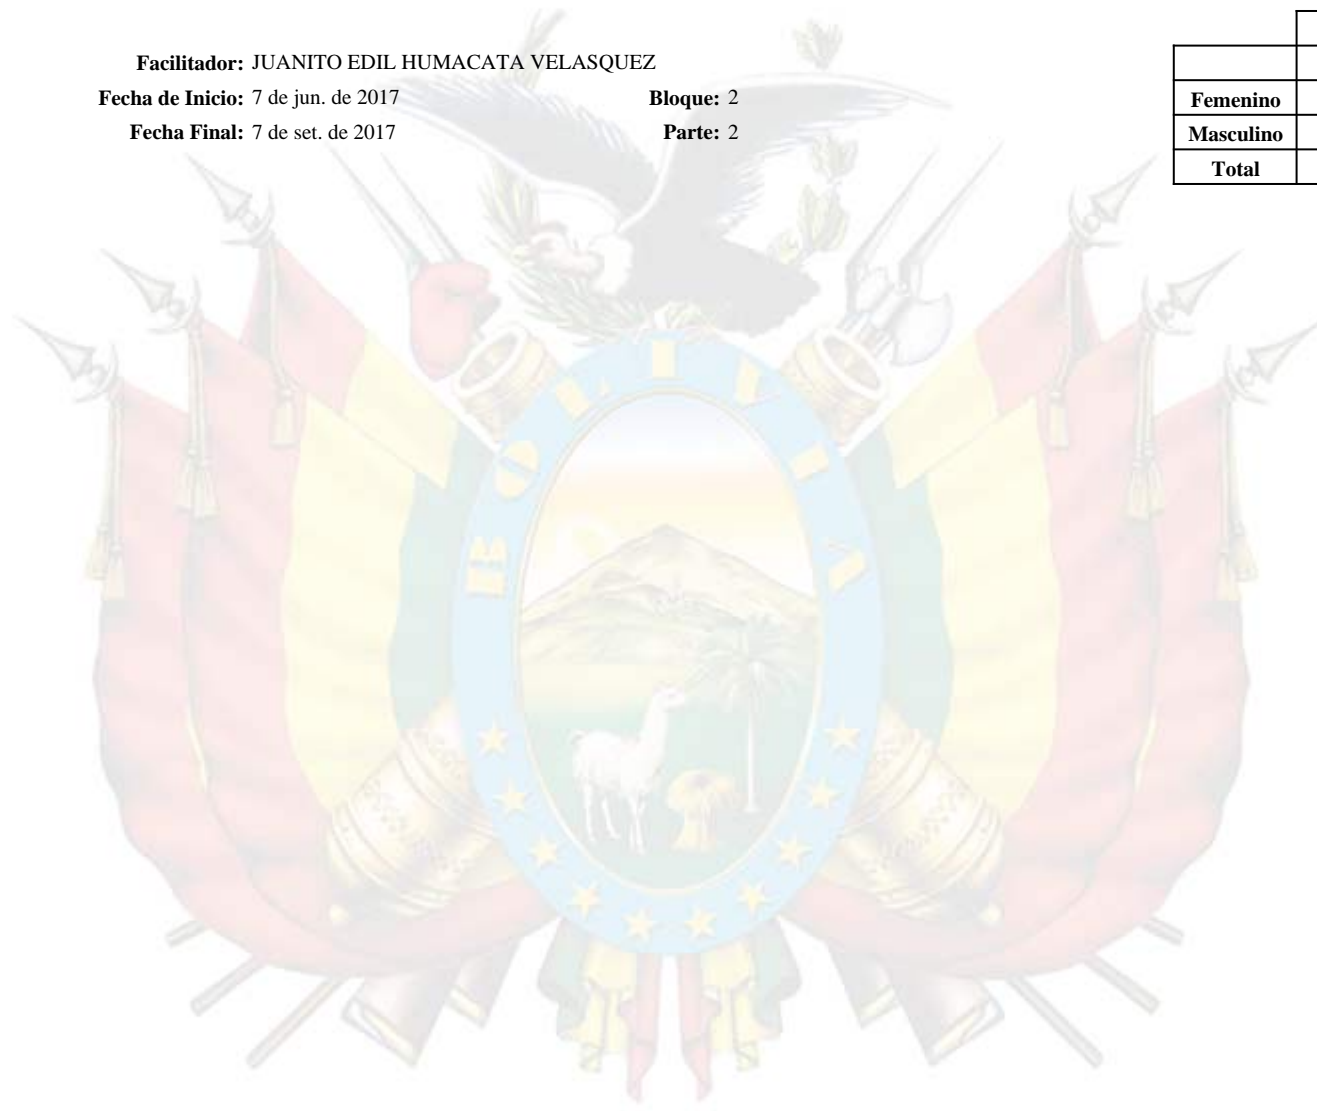 Facilitador: JUANITO EDIL HUMACATA VELASQUEZ
Fecha de Inicio: 7 de jun. de 2017 Bloque: 2
Fecha Final: 7 de set. de 2017 Parte: 2
Femenino
Masculino
Total
BOLIVIA